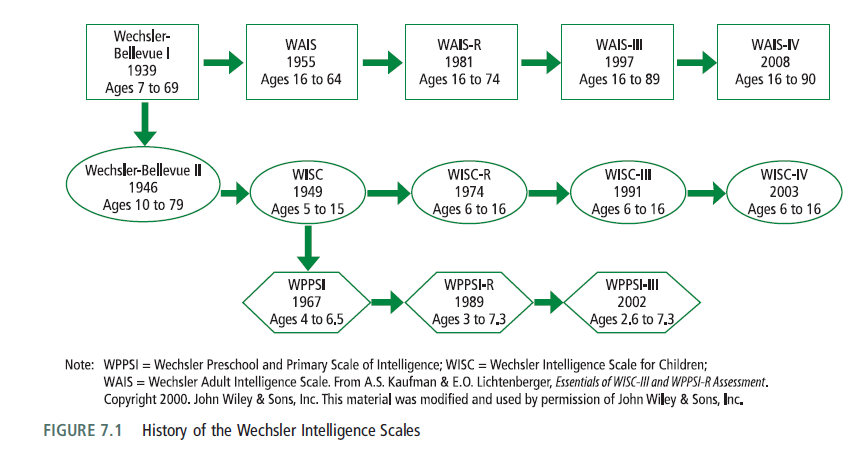 Wechsler-
Bellevue I
1939
Ages 7 to 69
WAIS
1955
Ages 16 to 64
WAIS-R
1981
Ages 16 to 74
WAIS-III
1997
Ages 16 to 89
WAIS-IV
2008
Ages 16 to 90
Wechsler-Bellevue II
1946
Ages 10 to 79
WISC
1949
Ages 5 to 15
WISC-R
1974
Ages 6 to 16
WISC-III
1991
Ages 6 to 16
WISC-IV
2003
Ages 6 to 16
WPPSI
1967
Ages 4 to 6.5
WPPSI-R
1989
Ages 3 to 7.3
WPPSI-III
2002
Ages 2.6 to 7.3
Note: WPPSI = Wechsler Preschool and Primary Scale of Intelligence; WISC = Wechsler Intelligence Scale for Children;
WAIS = Wechsler Adult Intelligence Scale. From A.S. Kaufman & E.O. Lichtenberger, Essentials of WISC-III and WPPSI-R Assessment.
Copyright 2000. John Wiley & Sons, Inc. This material was modified and used by permission of John Wiley & Sons, Inc.
FIGURE 7.1 History of the Wechsler Intelligence Scales